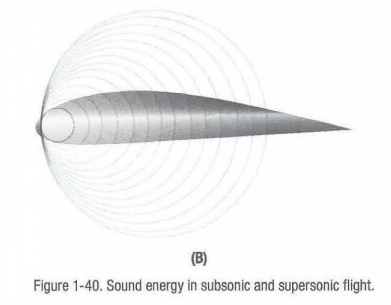 (B)
Figure 1-40. Sound energy in subsonic and supersonic flight.